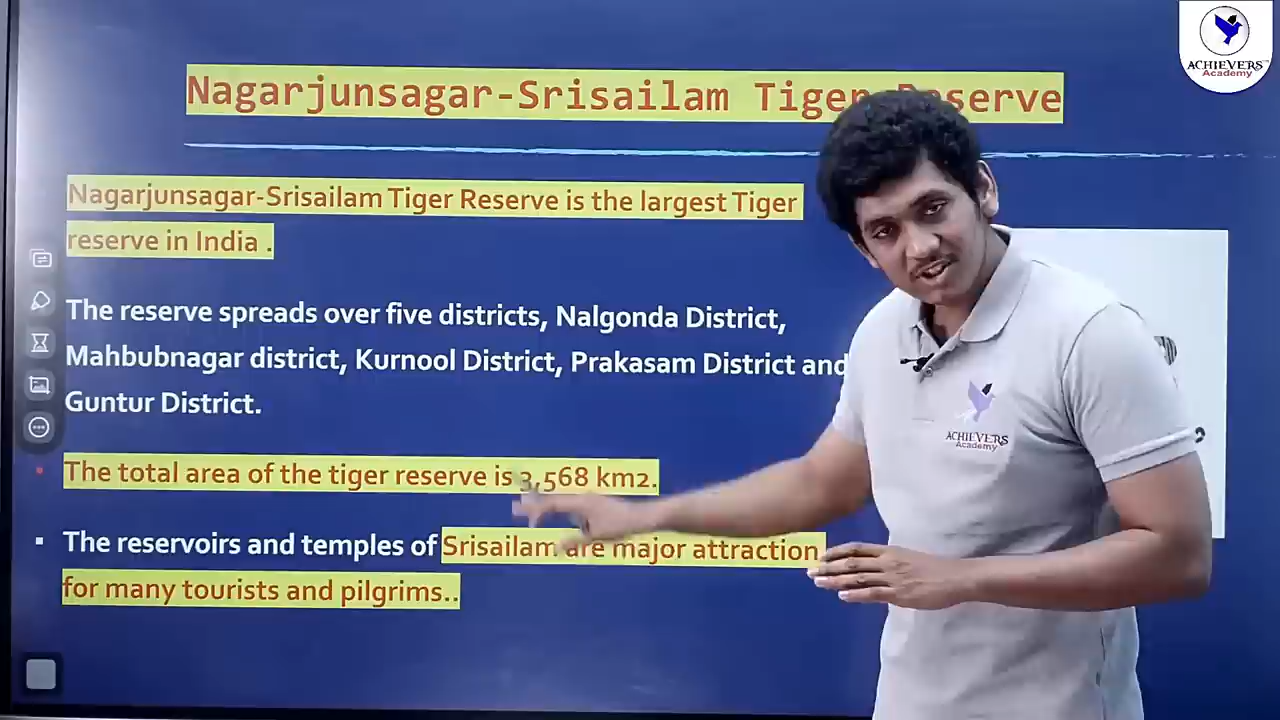 ACHIEVERS
Academy
Nagarjunsagar-Srisailam Tiger Reserve
Nagarjunsagar-Srisailam Tiger Reserve is the largest Tiger
reserve in India .
The reserve spreads over five districts, Nalgonda District,
Mahbubnagar district, Kurnool District, Prakasam District and
Guntur District.
The total area of the tiger reserve is 3,568 km2.
The reservoirs and temples of Srisailam are major attraction
for many tourists and pilgrims..
ACHIEVERS
Academy